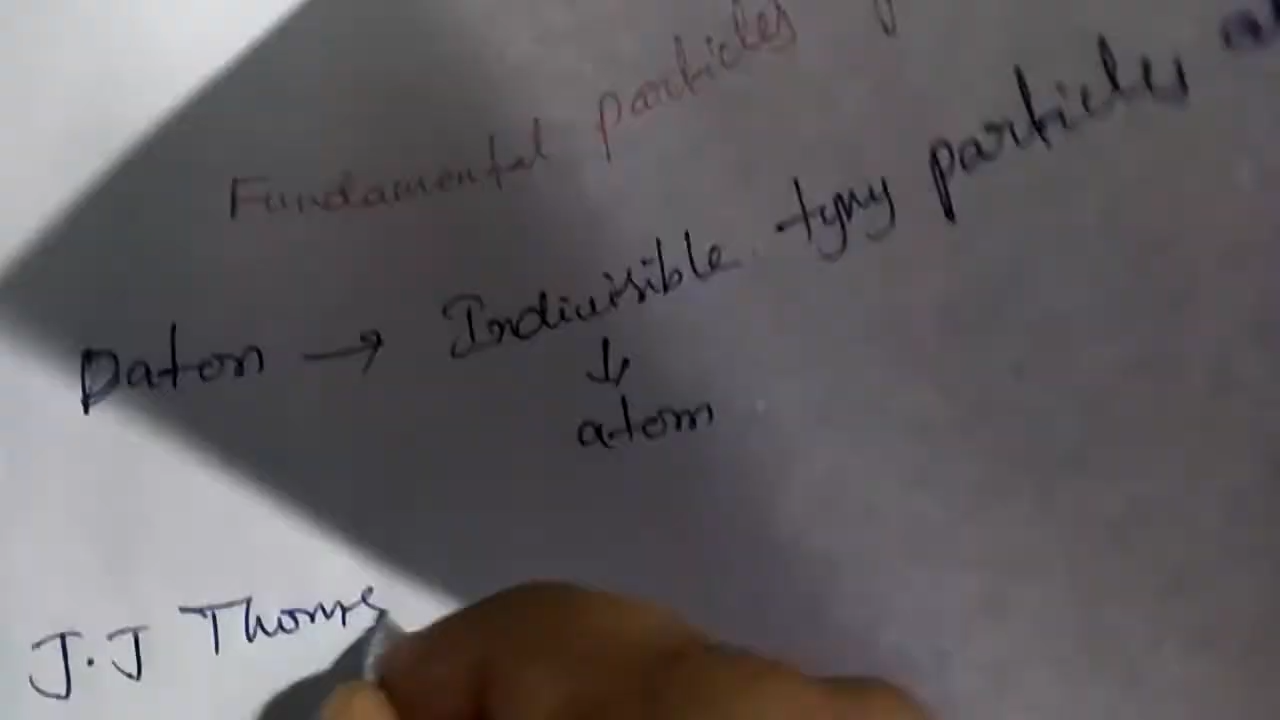 Fundamental particles
Daton → Indivisible tyny particles
↓
atom
J.J Thoms